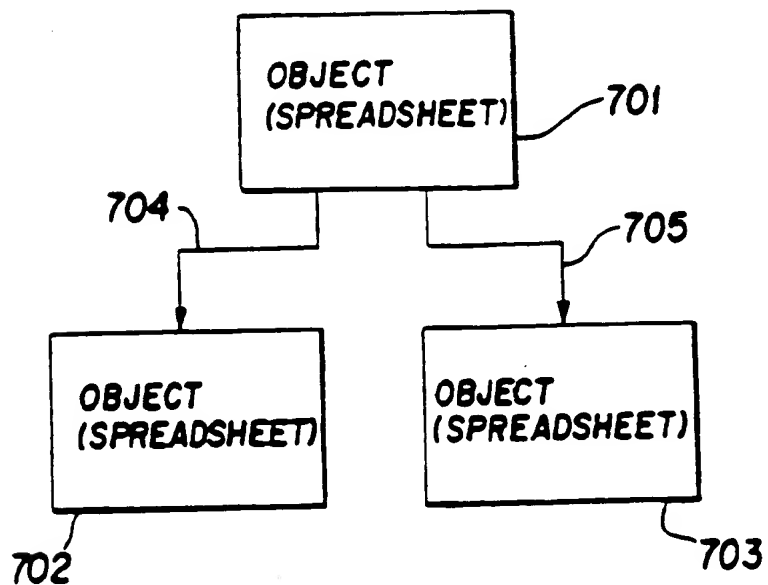 OBJECT
(SPREADSHEET)
701
704
705
OBJECT
(SPREADSHEET)
OBJECT
(SPREADSHEET)
702
703